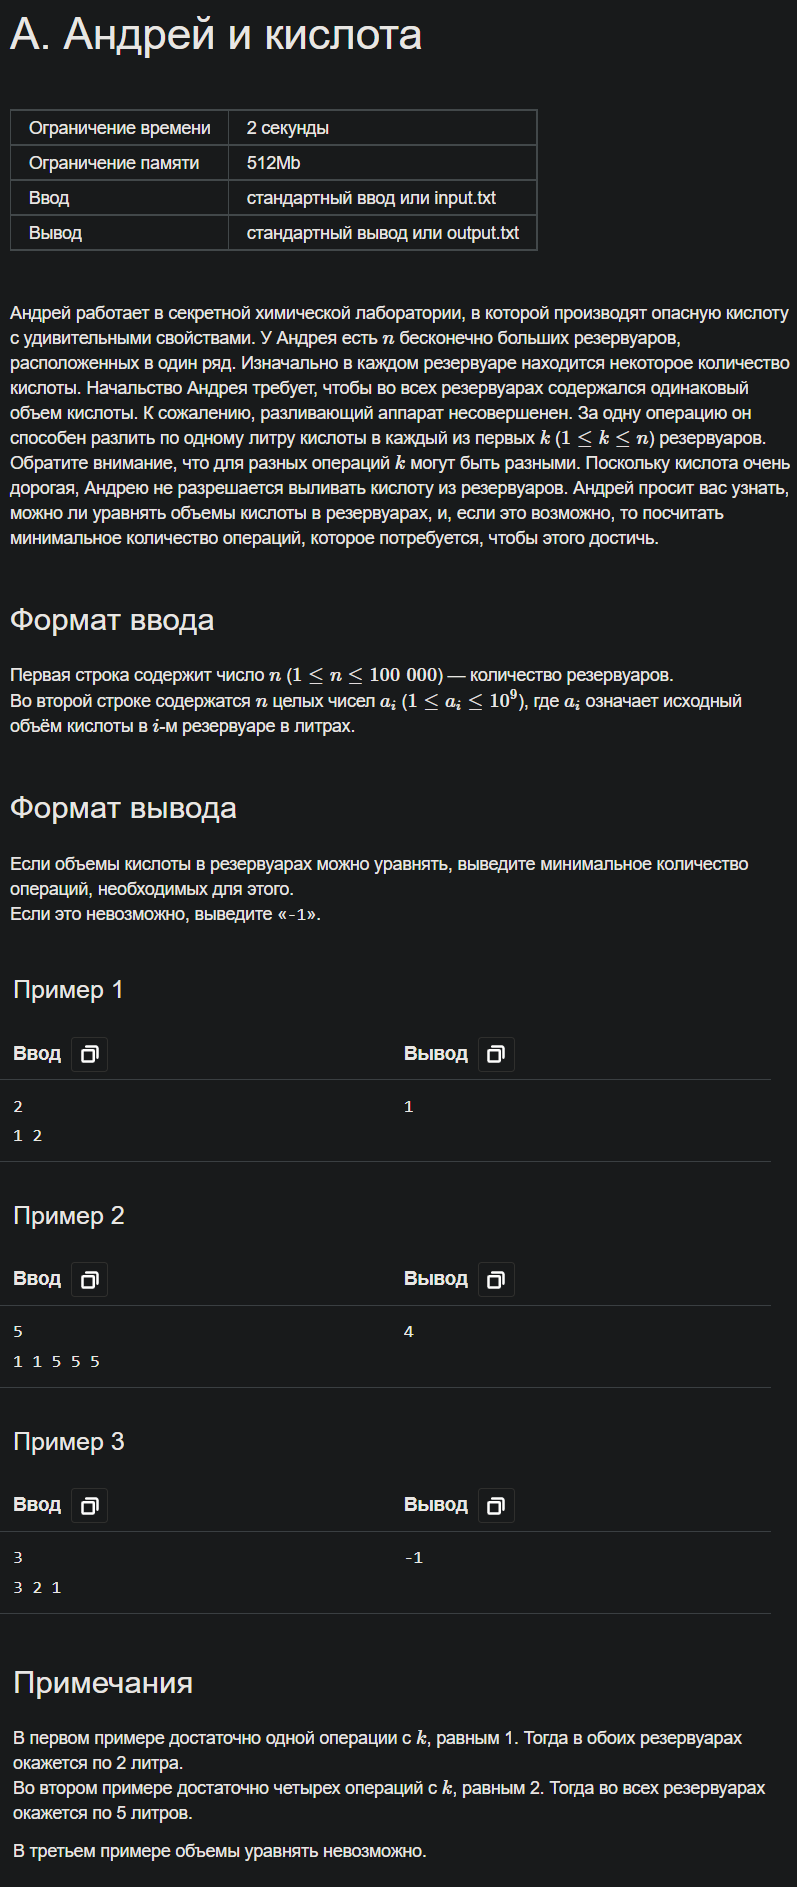 А. Андрей и кислота
Ограничение времени 2 секунды
Ограничение памяти 512Mb
Ввод стандартный ввод или input.txt
Вывод стандартный вывод или output.txt
Андрей работает в секретной химической лаборатории, в которой производят опасную кислоту
с удивительными свойствами. У Андрея есть n бесконечно больших резервуаров,
расположенных в один ряд. Изначально в каждом резервуаре находится некоторое количество
кислоты. Начальство Андрея требует, чтобы во всех резервуарах содержался одинаковый
объем кислоты. К сожалению, разливающий аппарат несовершенен. За одну операцию он
способен разлить по одному литру кислоты в каждый из первых k (1 ≤ k ≤ n) резервуаров.
Обратите внимание, что для разных операций k могут быть разными. Поскольку кислота очень
дорогая, Андрею не разрешается выливать кислоту из резервуаров. Андрей просит вас узнать,
можно ли уравнять объемы кислоты в резервуарах, и, если это возможно, то посчитать
минимальное количество операций, которое потребуется, чтобы этого достичь.
Формат ввода
Первая строка содержит число n (1 ≤ n ≤ 100 000) — количество резервуаров.
Во второй строке содержатся n целых чисел aᵢ (1 ≤ aᵢ ≤ 10⁹), где aᵢ означает исходный
объём кислоты в i-м резервуаре в литрах.
Формат вывода
Если объемы кислоты в резервуарах можно уравнять, выведите минимальное количество
операций, необходимых для этого.
Если это невозможно, выведите «-1».
Пример 1
Ввод Вывод
2 1
1 2
Пример 2
Ввод Вывод
5 4
1 1 5 5 5
Пример 3
Ввод Вывод
3 -1
3 2 1
Примечания
В первом примере достаточно одной операции с k, равным 1. Тогда в обоих резервуарах
окажется по 2 литра.
Во втором примере достаточно четырех операций с k, равным 2. Тогда во всех резервуарах
окажется по 5 литров.
В третьем примере объемы уравнять невозможно.